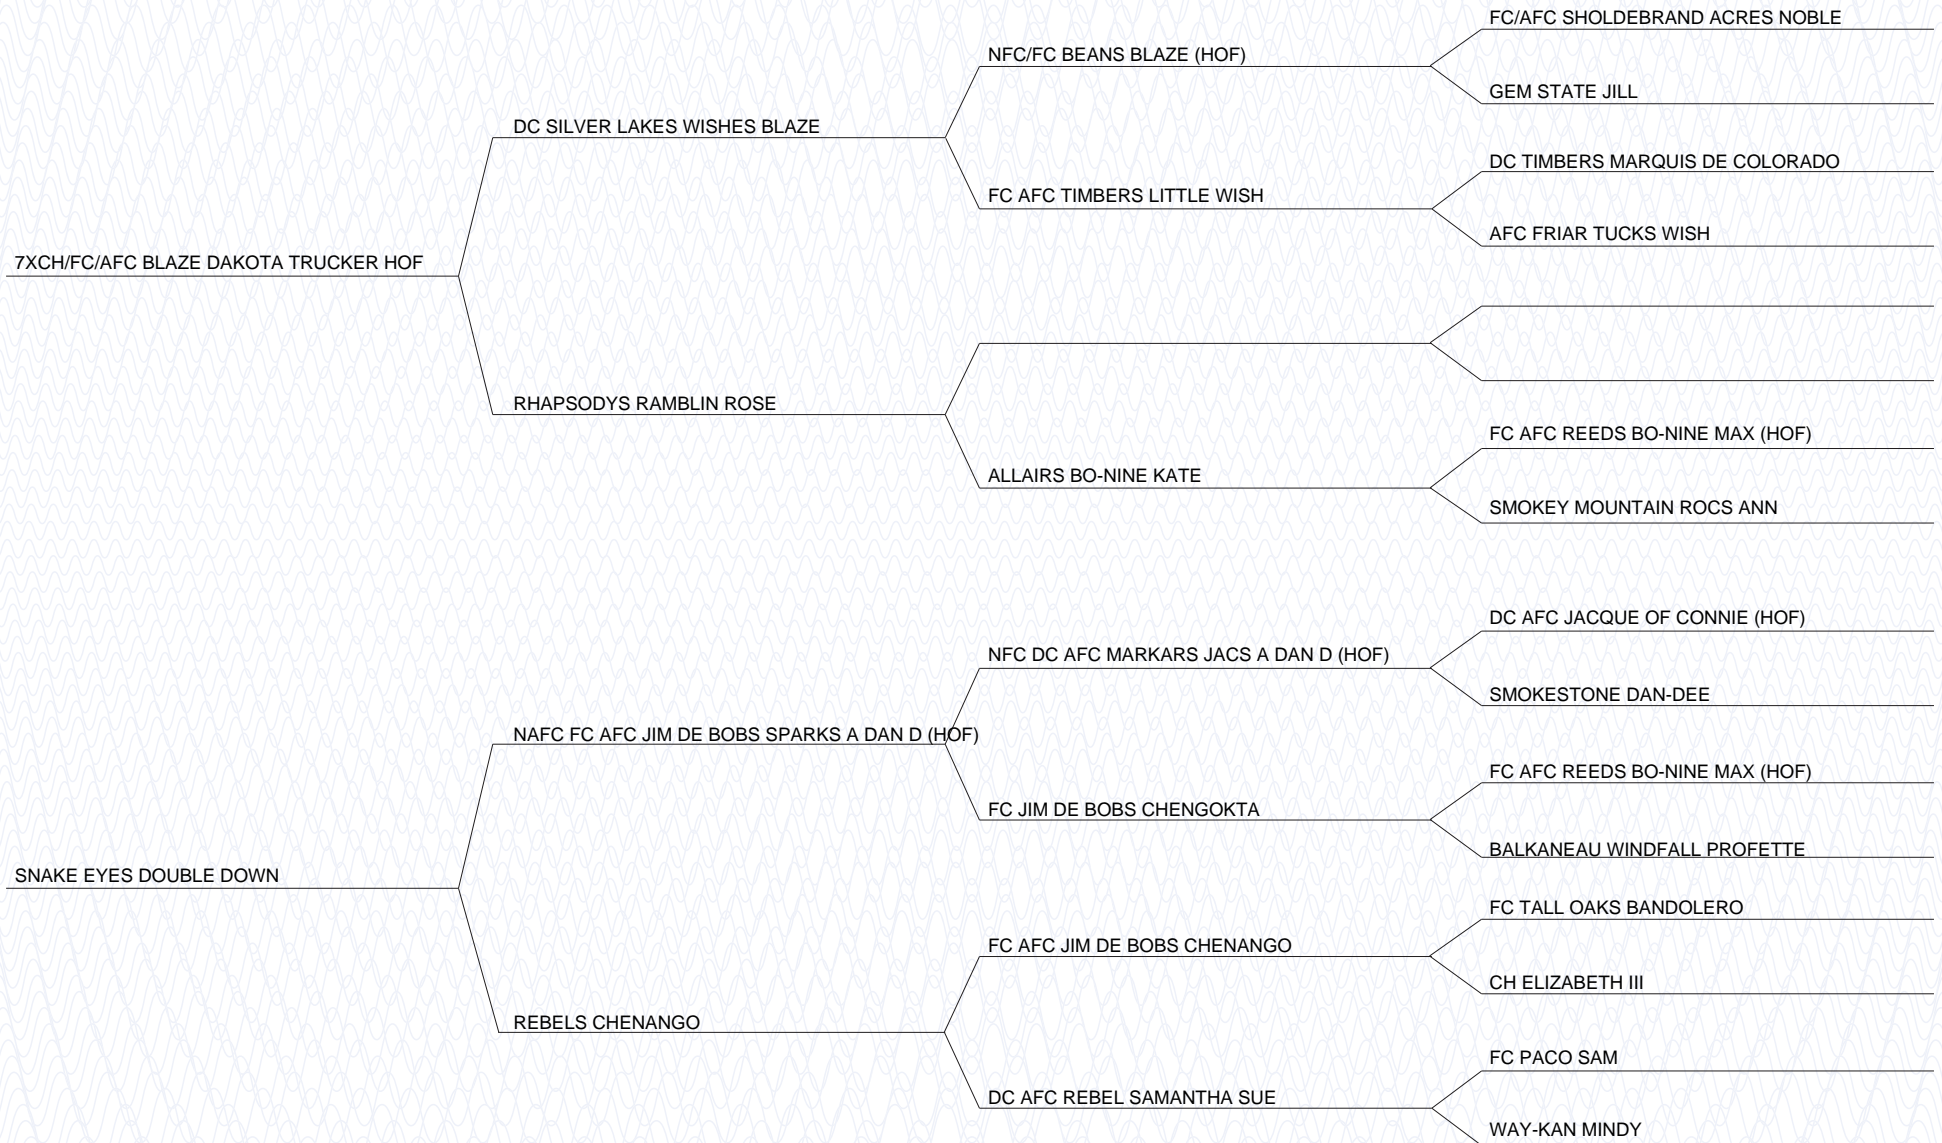 FC/AFC SHOLDEBRAND ACRES NOBLE
NFC/FC BEANS BLAZE (HOF)
GEM STATE JILL
DC SILVER LAKES WISHES BLAZE
DC TIMBERS MARQUIS DE COLORADO
FC AFC TIMBERS LITTLE WISH
AFC FRIAR TUCKS WISH
7XCH/FC/AFC BLAZE DAKOTA TRUCKER HOF
RHAPSODYS RAMBLIN ROSE
FC AFC REEDS BO-NINE MAX (HOF)
ALLAIRS BO-NINE KATE
SMOKEY MOUNTAIN ROCS ANN
DC AFC JACQUE OF CONNIE (HOF)
NFC DC AFC MARKARS JACS A DAN D (HOF)
SMOKESTONE DAN-DEE
NAFC FC AFC JIM DE BOBS SPARKS A DAN D (HOF)
FC AFC REEDS BO-NINE MAX (HOF)
FC JIM DE BOBS CHENGOKTA
BALKANEAU WINDFALL PROFETTE
SNAKE EYES DOUBLE DOWN
FC TALL OAKS BANDOLERO
FC AFC JIM DE BOBS CHENANGO
CH ELIZABETH III
REBELS CHENANGO
FC PACO SAM
DC AFC REBEL SAMANTHA SUE
WAY-KAN MINDY